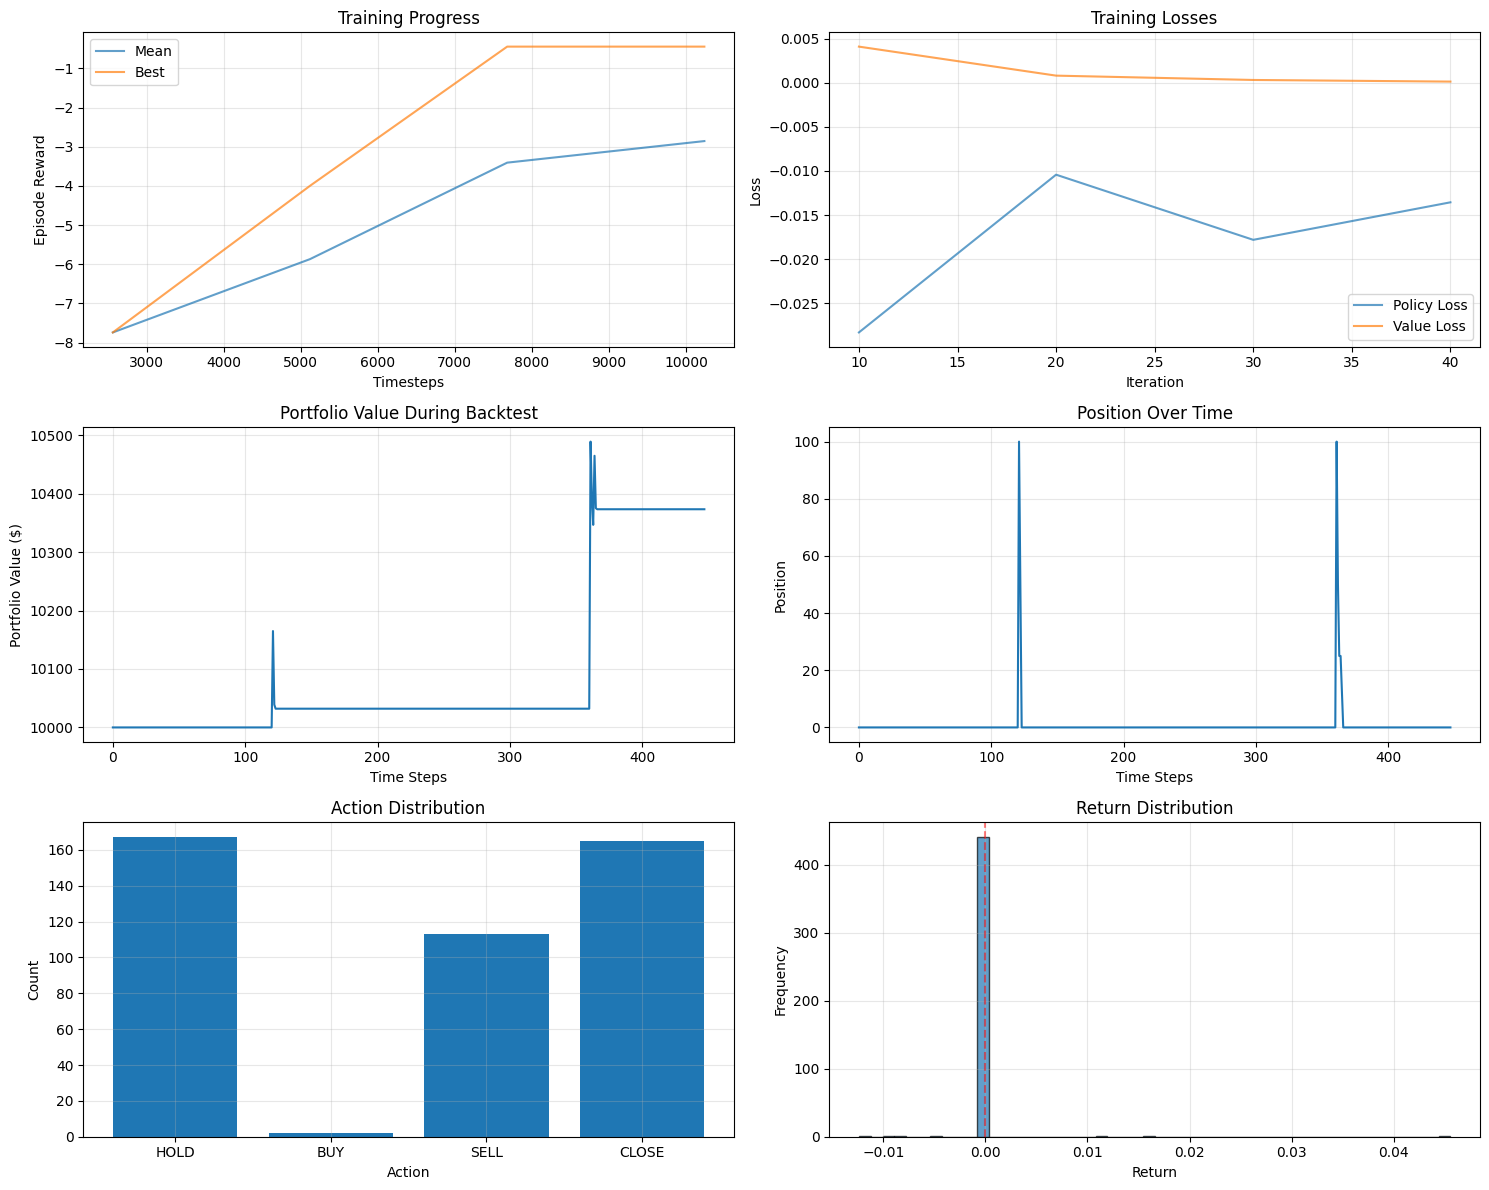 Training Progress
Mean
Best
−1
−2
−3
−4
−5
−6
−7
−8
Episode Reward
3000 4000 5000 6000 7000 8000 9000 10000
Timesteps
Training Losses
0.005
0.000
−0.005
−0.010
−0.015
−0.020
−0.025
Loss
Policy Loss
Value Loss
10 15 20 25 30 35 40
Iteration
Portfolio Value During Backtest
10500
10400
10300
10200
10100
10000
Portfolio Value ($)
0 100 200 300 400
Time Steps
Position Over Time
100
80
60
40
20
0
Position
0 100 200 300 400
Time Steps
Action Distribution
160
140
120
100
80
60
40
20
0
Count
HOLD BUY SELL CLOSE
Action
Return Distribution
400
300
200
100
0
Frequency
−0.01 0.00 0.01 0.02 0.03 0.04
Return